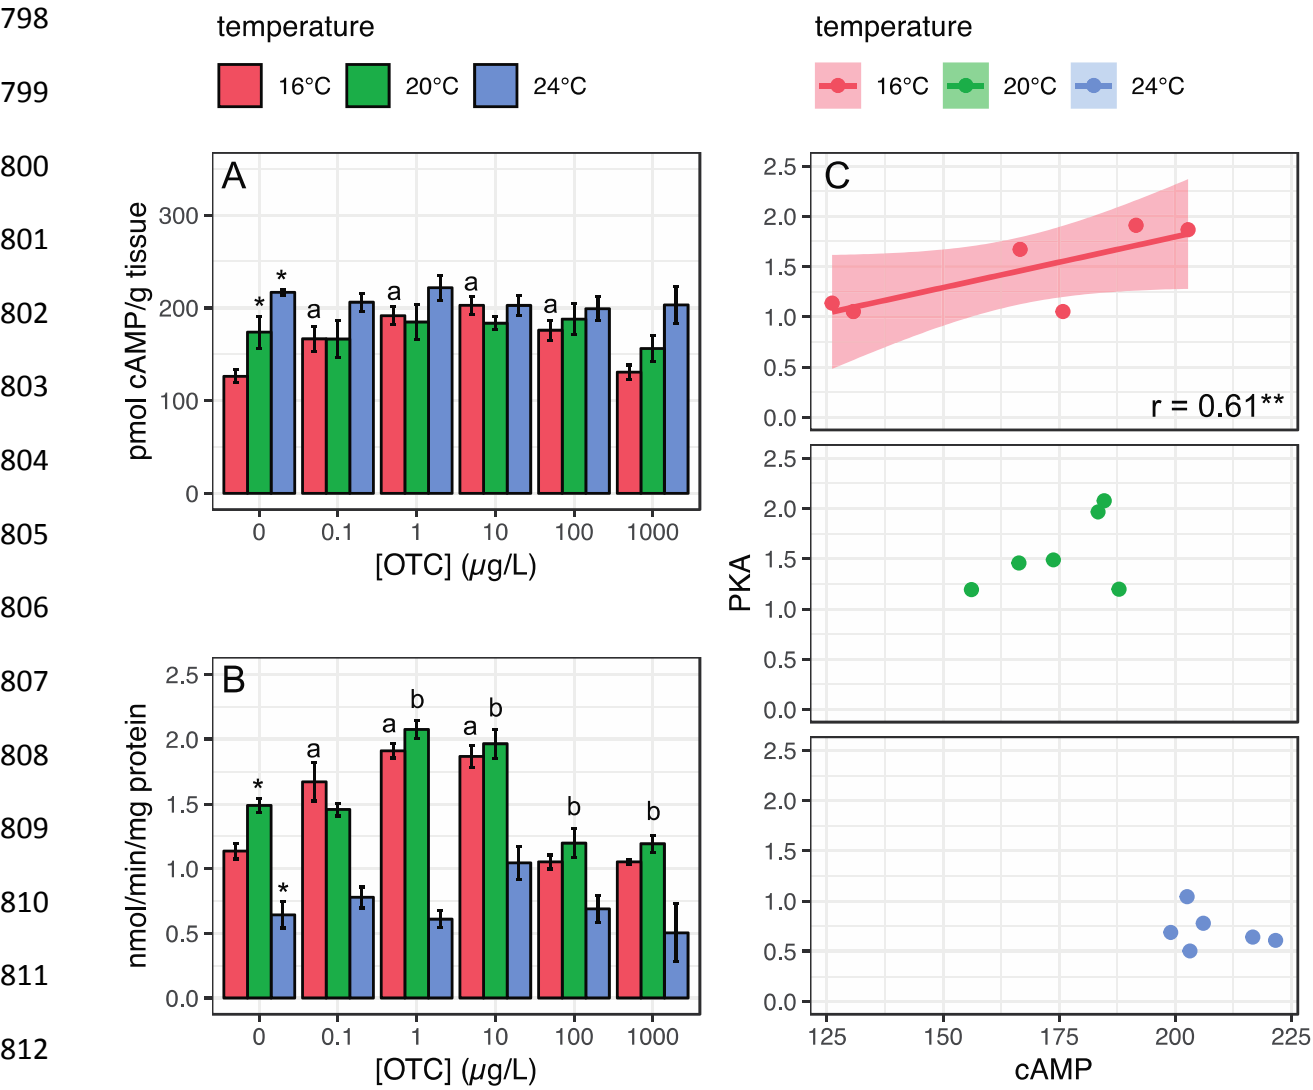 798
799
800
801
802
803
804
805
806
807
808
809
810
811
812
temperature
16°C 20°C 24°C
A
pmol cAMP/g tissue
300
200
100
0
* * a a a a
0 0.1 1 10 100 1000
[OTC] (µg/L)
B
nmol/min/mg protein
2.5
2.0
1.5
1.0
0.5
0.0
* * a a b a b b b
0 0.1 1 10 100 1000
[OTC] (µg/L)
temperature
16°C 20°C 24°C
C
PKA
2.5
2.0
1.5
1.0
0.5
0.0
r = 0.61**
2.5
2.0
1.5
1.0
0.5
0.0
2.5
2.0
1.5
1.0
0.5
0.0
125 150 175 200 225
cAMP